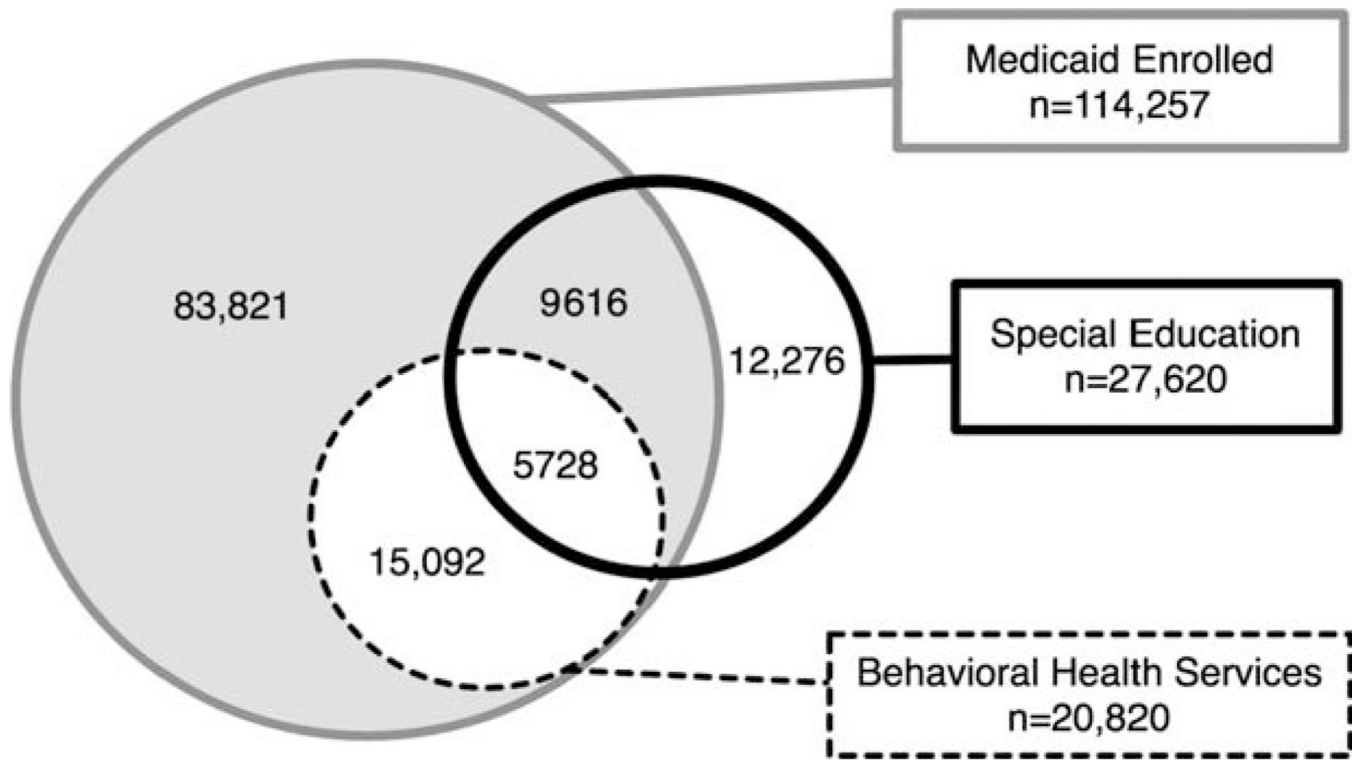 Medicaid Enrolled
n=114,257
83,821
9616
12,276
Special Education
n=27,620
5728
15,092
Behavioral Health Services
n=20,820